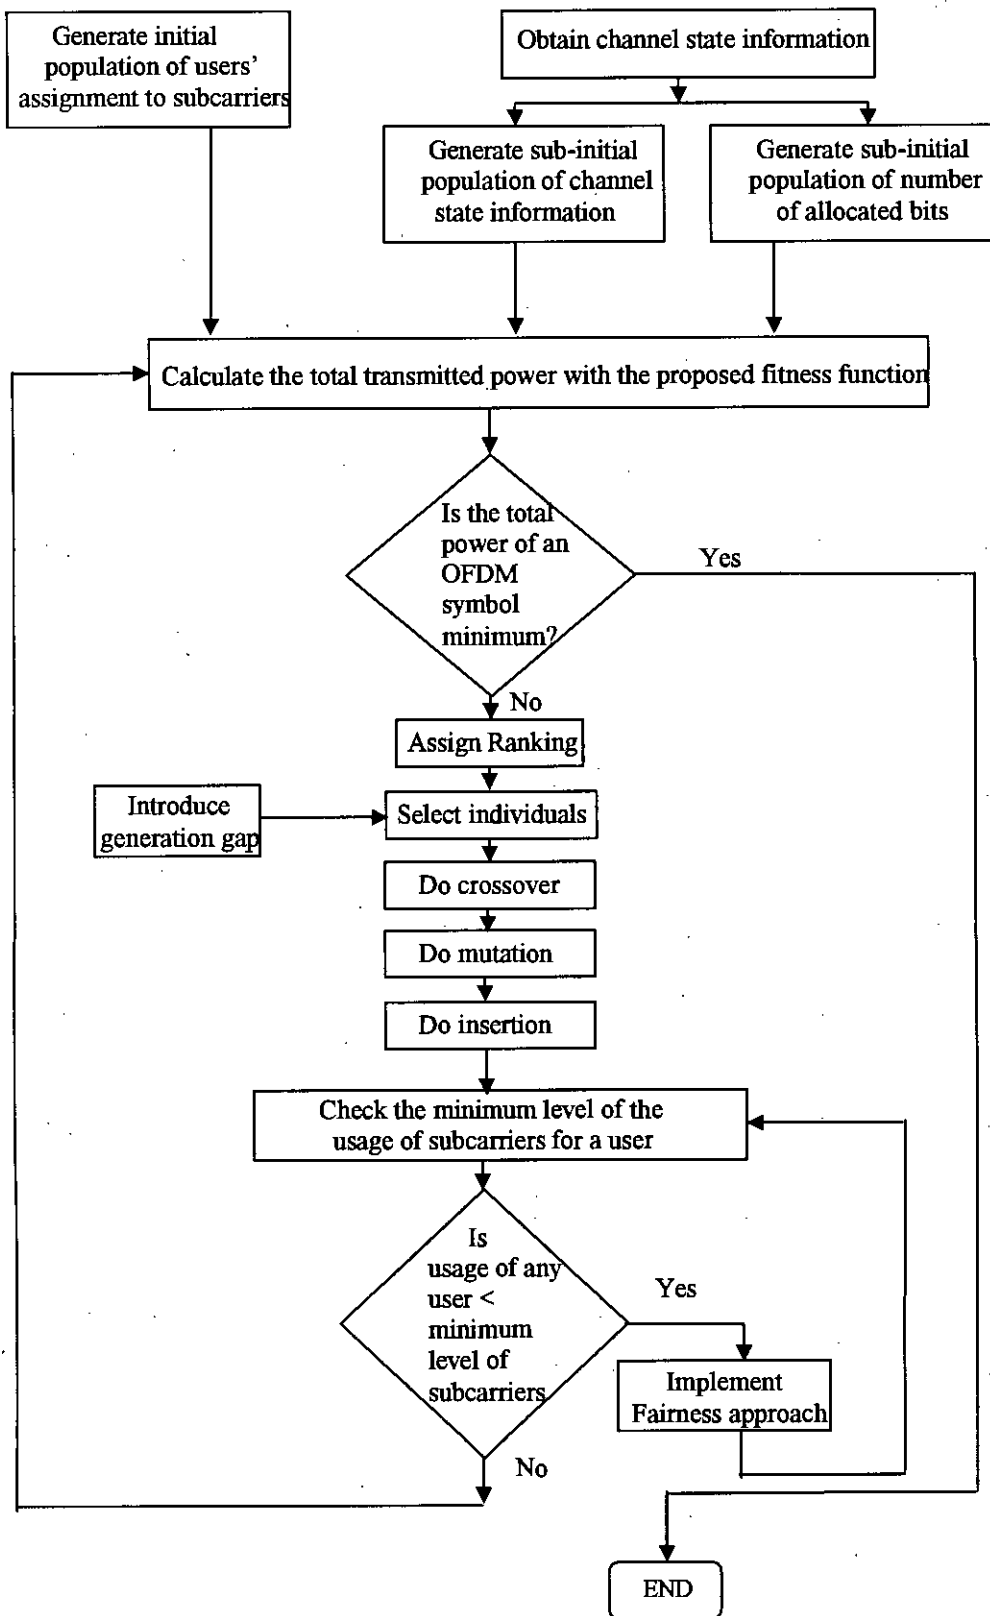 Generate initial
population of users'
assignment to subcarriers
Obtain channel state information
Generate sub-initial
population of channel
state information
Generate sub-initial
population of number
of allocated bits
Calculate the total transmitted power with the proposed fitness function
Is the total
power of an
OFDM
symbol
minimum?
Yes
No
Assign Ranking
Introduce
generation gap
Select individuals
Do crossover
Do mutation
Do insertion
Check the minimum level of the
usage of subcarriers for a user
Is
usage of any
user <
minimum
level of
subcarriers
Yes
Implement
Fairness approach
No
END